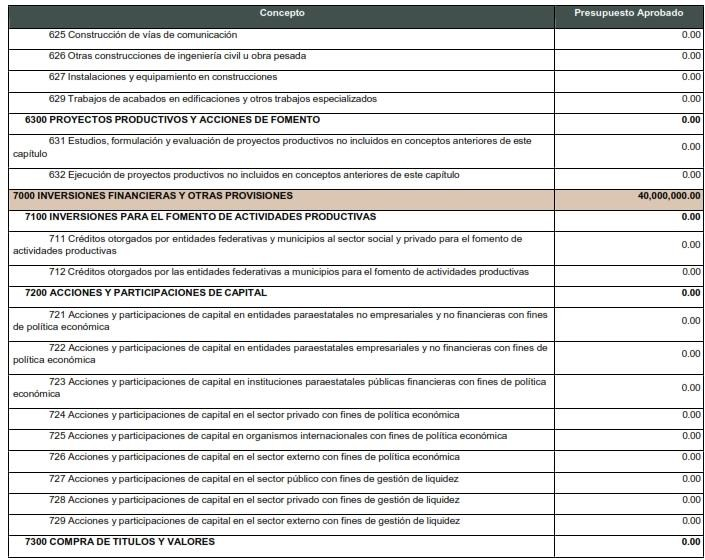 Concepto Presupuesto Aprobado
625 Construcción de vías de comunicación 0.00
626 Otras construcciones de ingeniería civil u obra pesada 0.00
627 Instalaciones y equipamiento en construcciones 0.00
629 Trabajos de acabados en edificaciones y otros trabajos especializados 0.00
6300 PROYECTOS PRODUCTIVOS Y ACCIONES DE FOMENTO 0.00
631 Estudios, formulación y evaluación de proyectos productivos no incluidos en conceptos anteriores de este
capítulo 0.00
632 Ejecución de proyectos productivos no incluidos en conceptos anteriores de este capítulo 0.00
7000 INVERSIONES FINANCIERAS Y OTRAS PROVISIONES 40,000,000.00
7100 INVERSIONES PARA EL FOMENTO DE ACTIVIDADES PRODUCTIVAS 0.00
711 Créditos otorgados por entidades federativas y municipios al sector social y privado para el fomento de
actividades productivas 0.00
712 Créditos otorgados por las entidades federativas a municipios para el fomento de actividades productivas 0.00
7200 ACCIONES Y PARTICIPACIONES DE CAPITAL 0.00
721 Acciones y participaciones de capital en entidades paraestatales no empresariales y no financieras con fines
de política económica 0.00
722 Acciones y participaciones de capital en entidades paraestatales empresariales y no financieras con fines de
política económica 0.00
723 Acciones y participaciones de capital en instituciones paraestatales públicas financieras con fines de política
económica 0.00
724 Acciones y participaciones de capital en el sector privado con fines de política económica 0.00
725 Acciones y participaciones de capital en organismos internacionales con fines de política económica 0.00
726 Acciones y participaciones de capital en el sector externo con fines de política económica 0.00
727 Acciones y participaciones de capital en el sector público con fines de gestión de liquidez 0.00
728 Acciones y participaciones de capital en el sector privado con fines de gestión de liquidez 0.00
729 Acciones y participaciones de capital en el sector externo con fines de gestión de liquidez 0.00
7300 COMPRA DE TITULOS Y VALORES 0.00